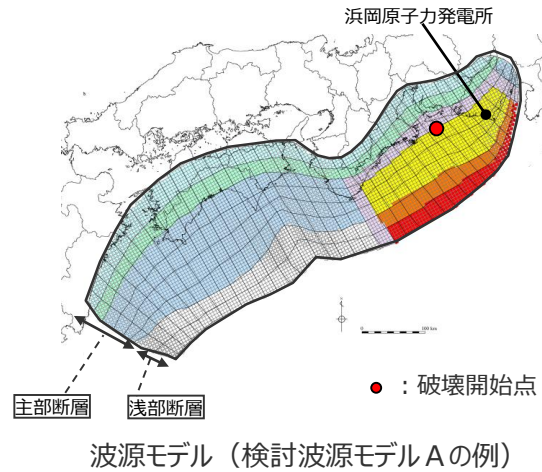 浜岡原子力発電所
0 100 km
主部断層
浅部断層
：破壊開始点
波源モデル（検討波源モデルAの例）